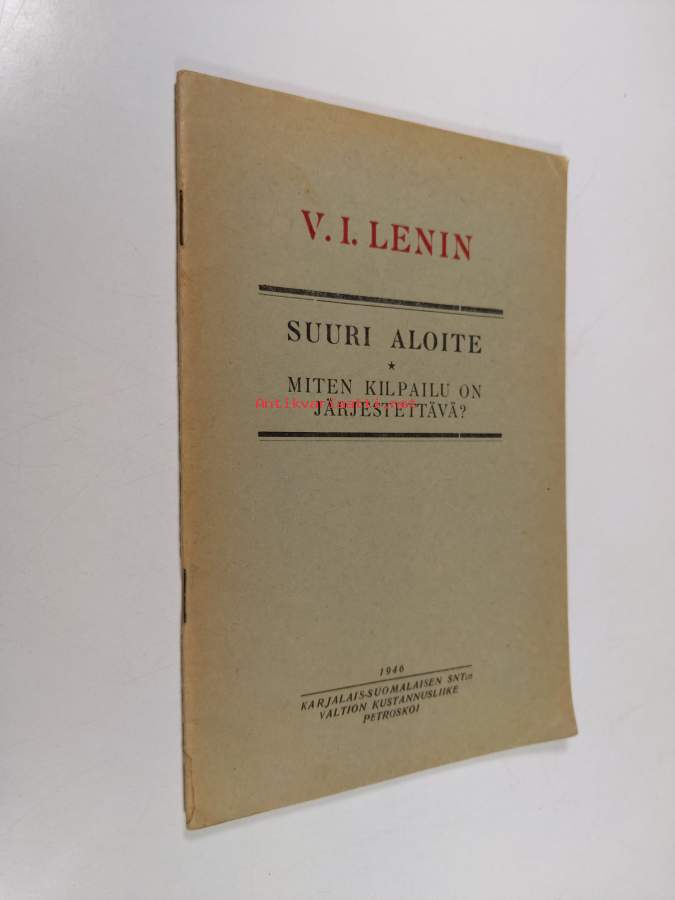 V. I. LENIN
SUURI ALOITE
★
MITEN KILPAILU ON
Antikvariaatti.net
JÄRJESTETTÄVÄ?
1946
KARJALAIS-SUOMALAISEN SNT:n
VALTION KUSTANNUSLIIKE
PETROSKOI